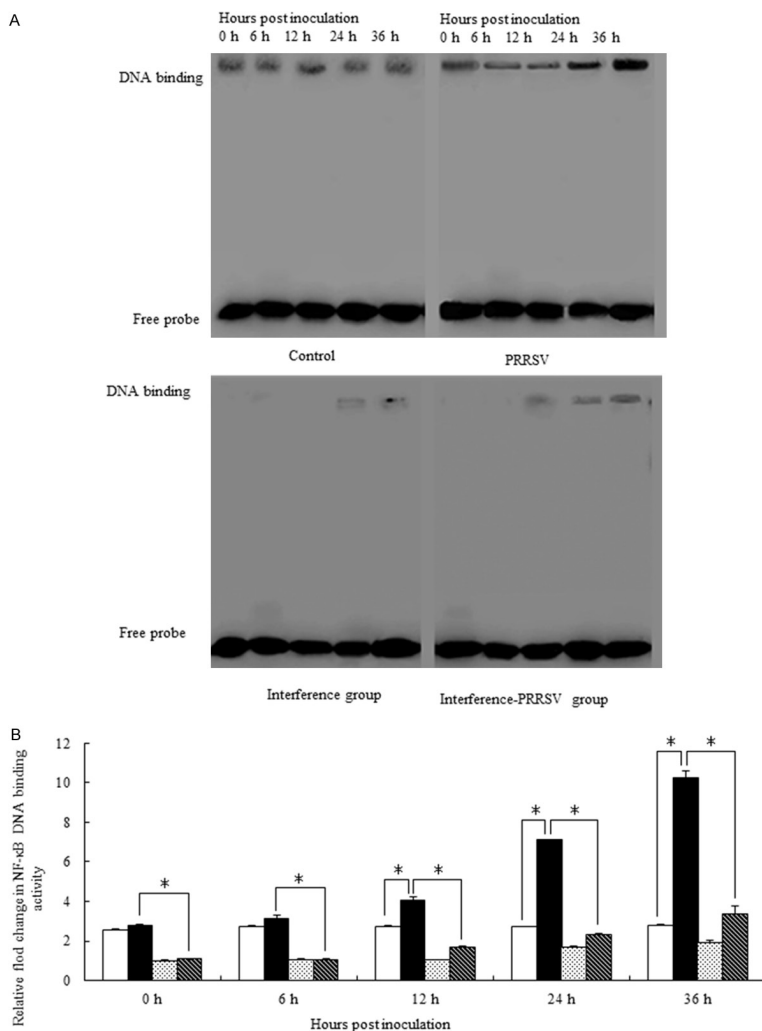 A
Hours post inoculation
0 h 6 h 12 h 24 h 36 h
Hours post inoculation
0 h 6 h 12 h 24 h 36 h
DNA binding
Free probe
Control
PRRSV
DNA binding
Free probe
Interference group
Interference-PRRSV group
B
Relative flod change in NF-κB DNA binding
activity
12
10
8
6
4
2
0
*
*
*
*
*
*
*
*
0 h
6 h
12 h
24 h
36 h
Hours post inoculation